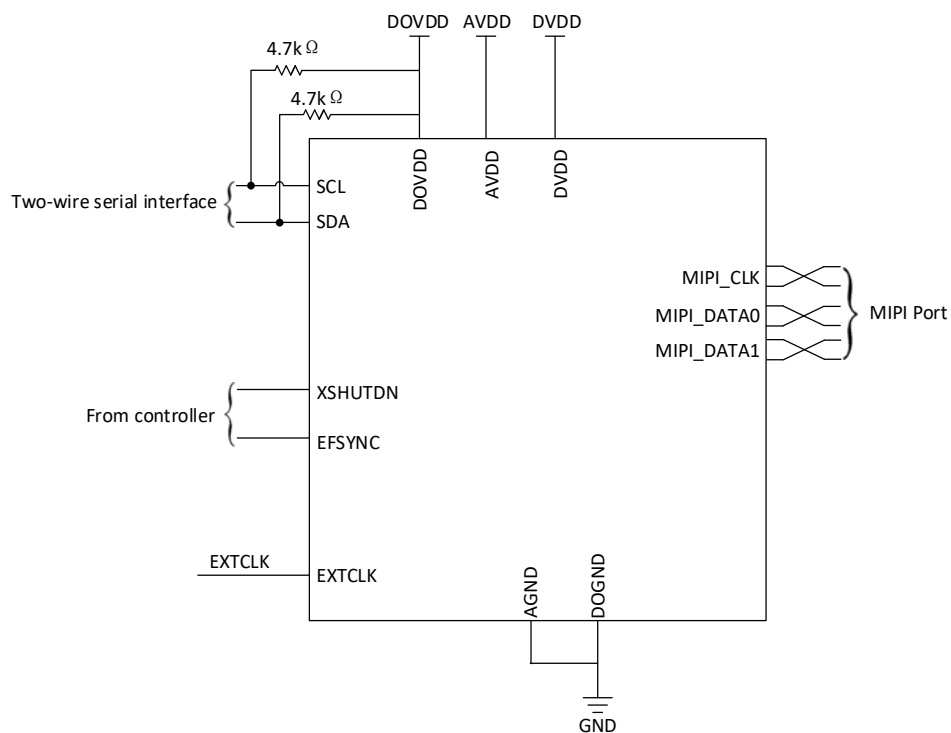 DOVDD AVDD DVDD
4.7kΩ
4.7kΩ
DOVDD
AVDD
DVDD
Two-wire serial interface
SCL
SDA
MIPI_CLK
MIPI_DATA0
MIPI_DATA1
MIPI Port
From controller
XSHUTDN
EFSYNC
EXTCLK
EXTCLK
AGND
DOGND
GND